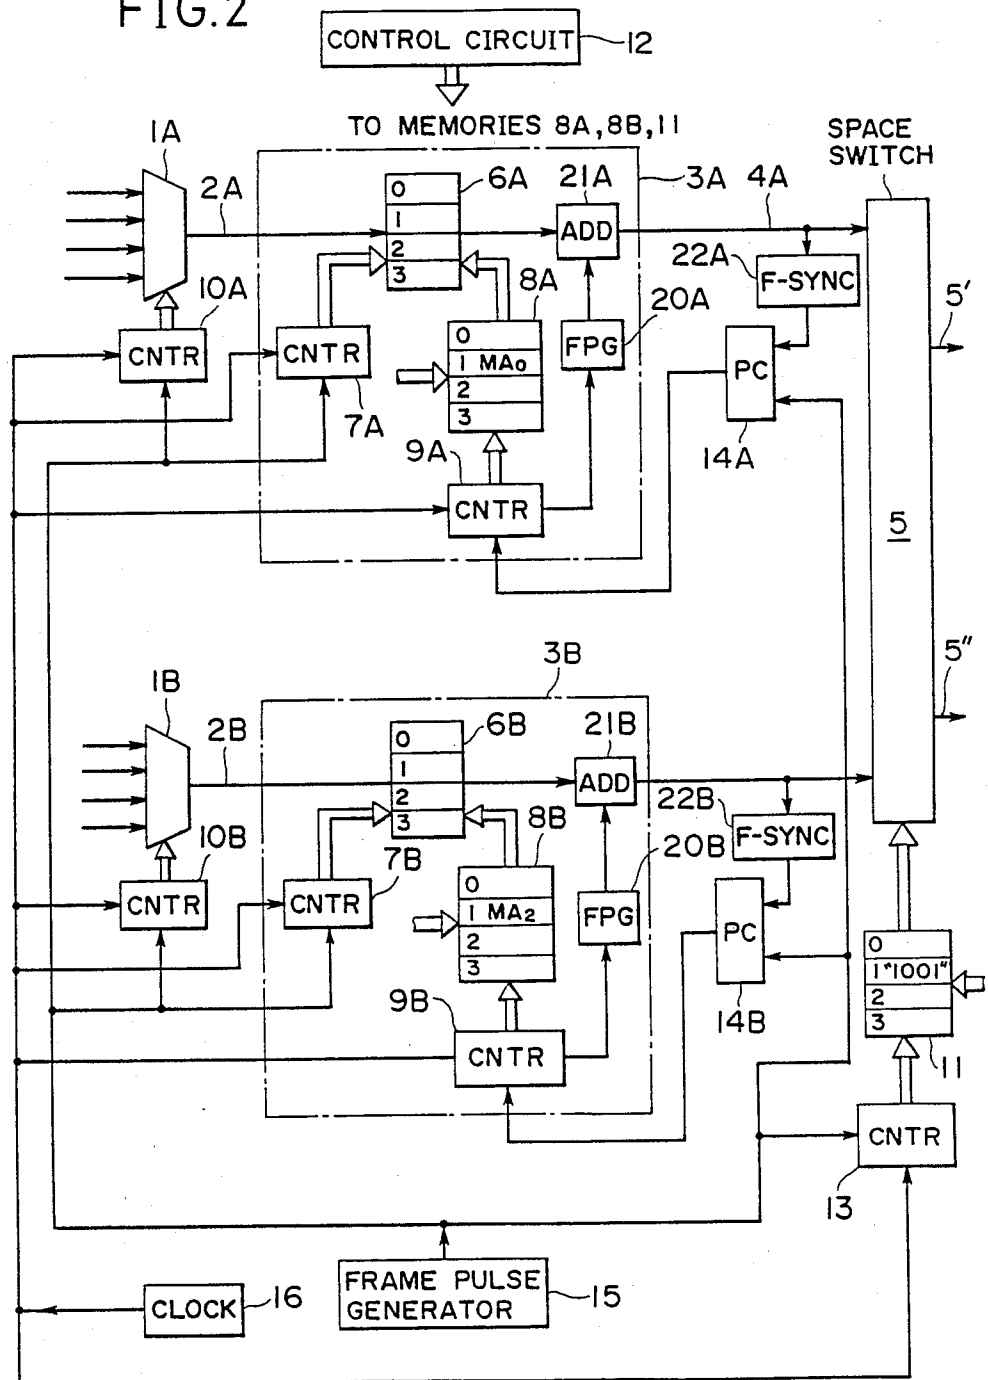 FIG.2
CONTROL CIRCUIT
12
TO MEMORIES 8A,8B,11
1A
2A
6A
21A
3A
4A
SPACE
SWITCH
0
1
2
3
ADD
22A
F-SYNC
10A
CNTR
CNTR
7A
8A
0
1 MA0
2
3
20A
FPG
PC
14A
5'
9A
CNTR
5
3B
1B
2B
6B
21B
5"
0
1
2
3
ADD
22B
F-SYNC
10B
CNTR
7B
CNTR
8B
0
1 MA2
2
3
20B
FPG
PC
14B
0
1 "1001"
2
3
11
9B
CNTR
CNTR
13
FRAME PULSE
GENERATOR
15
CLOCK
16